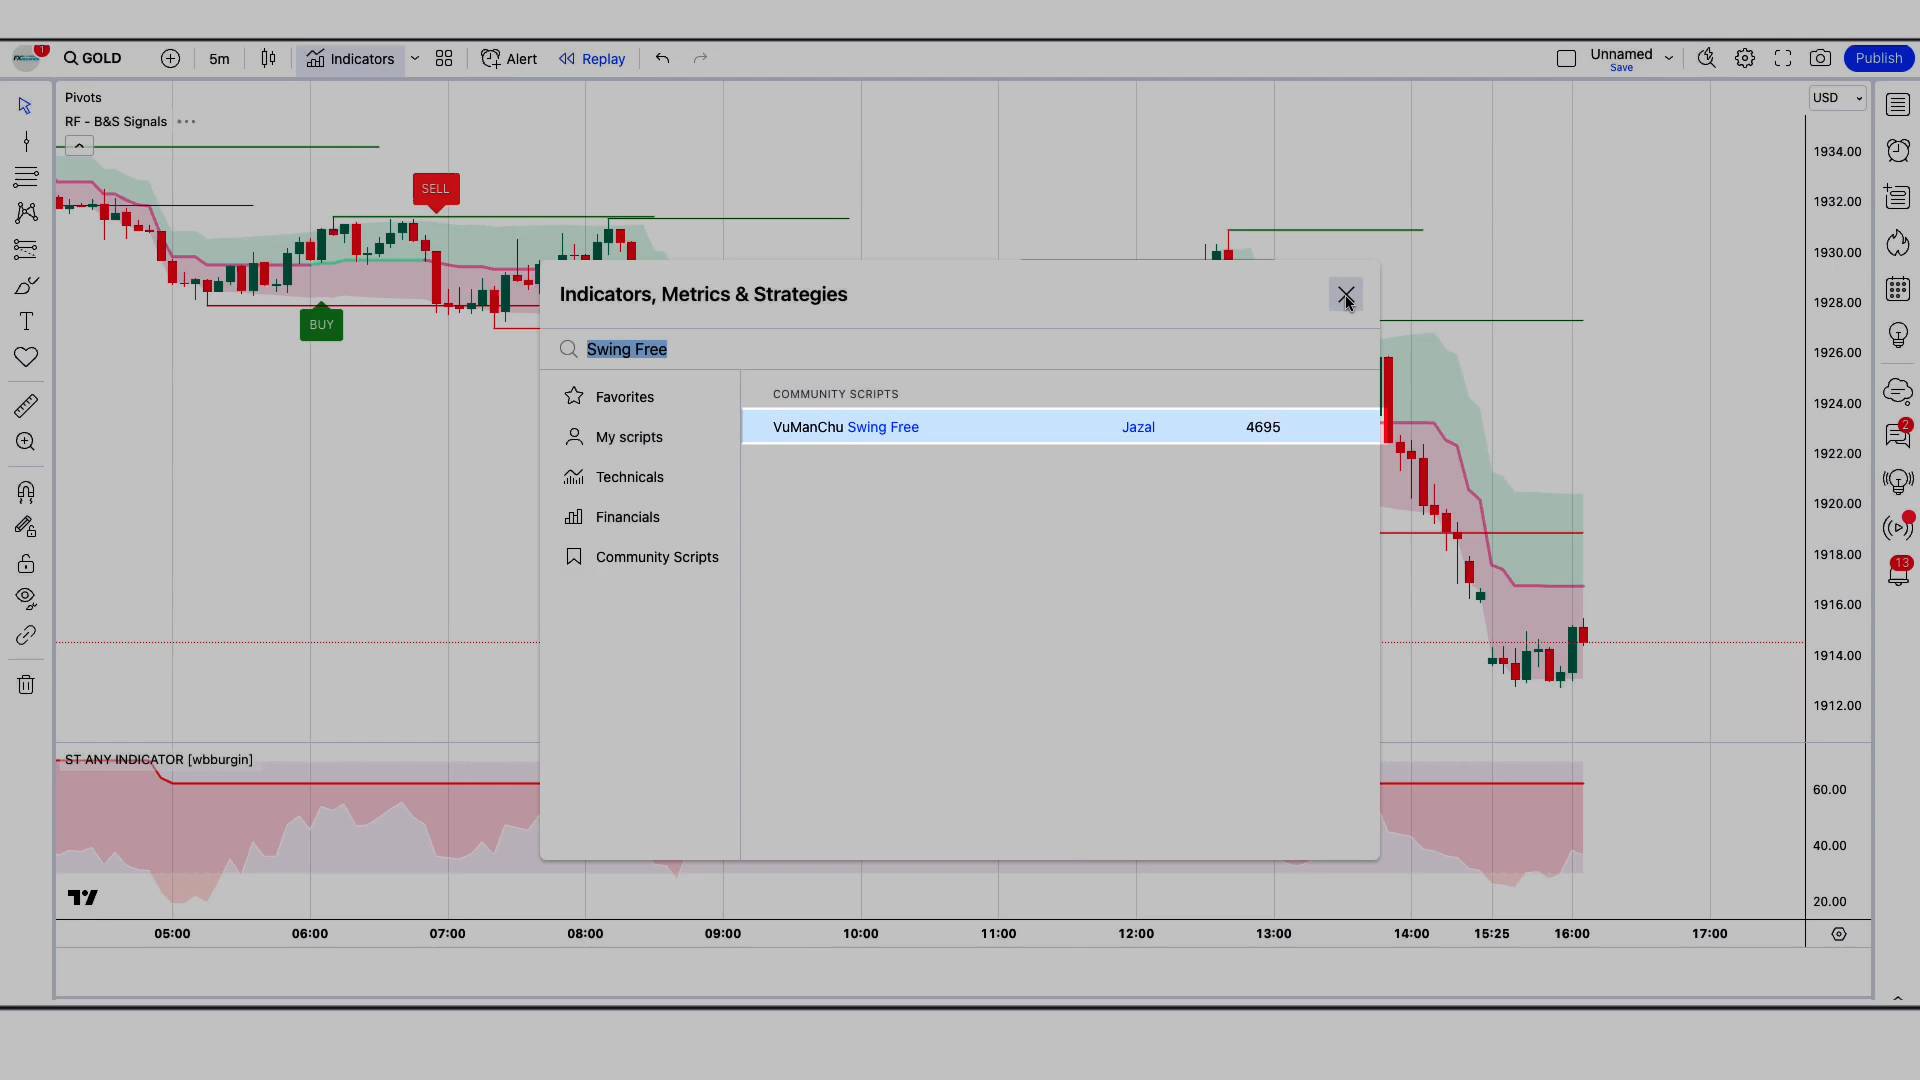 GOLD
5m
Indicators
Alert
Replay
Unnamed
Save
Publish
1
Pivots
RF - B&S Signals
USD
SELL
BUY
Indicators, Metrics & Strategies
Swing Free
Favorites
My scripts
Technicals
Financials
Community Scripts
COMMUNITY SCRIPTS
VuManChu Swing Free Jazal 4695
1934.00
1932.00
1930.00
1928.00
1926.00
1924.00
1922.00
1920.00
1918.00
1916.00
1914.00
1912.00
2
13
ST ANY INDICATOR [wbburgin]
60.00
40.00
20.00
05:00 06:00 07:00 08:00 09:00 10:00 11:00 12:00 13:00 14:00 15:25 16:00 17:00